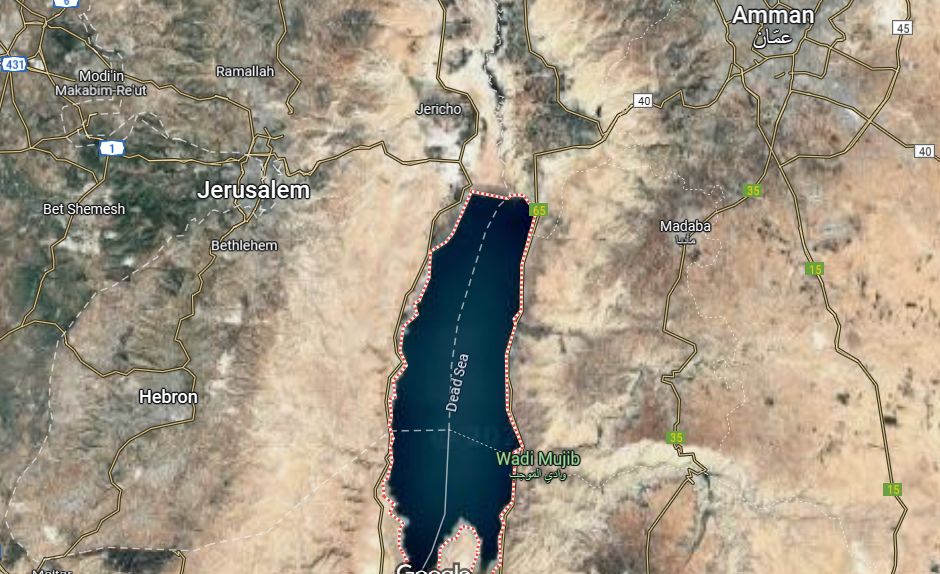 6
Amman
عمّان
45
431
Modi'in
Makabim-Re'ut
Ramallah
40
Jericho
1
40
Jerusalem
35
Bet Shemesh
65
Madaba
مادبا
Bethlehem
15
Dead Sea
Hebron
35
Wadi Mujib
وادي الموجب
15
Google